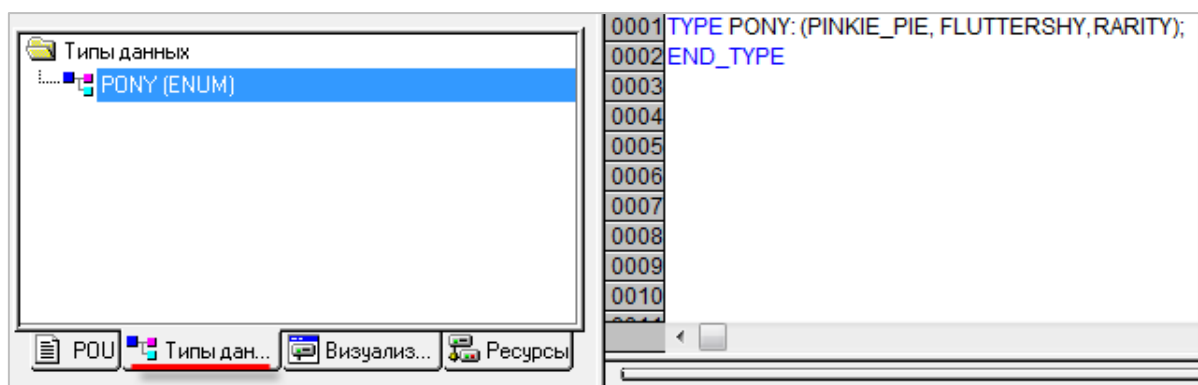 Типы данных
PONY (ENUM)
POU Типы дан... Визуализ... Ресурсы
0001 TYPE PONY: (PINKIE_PIE, FLUTTERSHY,RARITY);
0002 END_TYPE
0003
0004
0005
0006
0007
0008
0009
0010